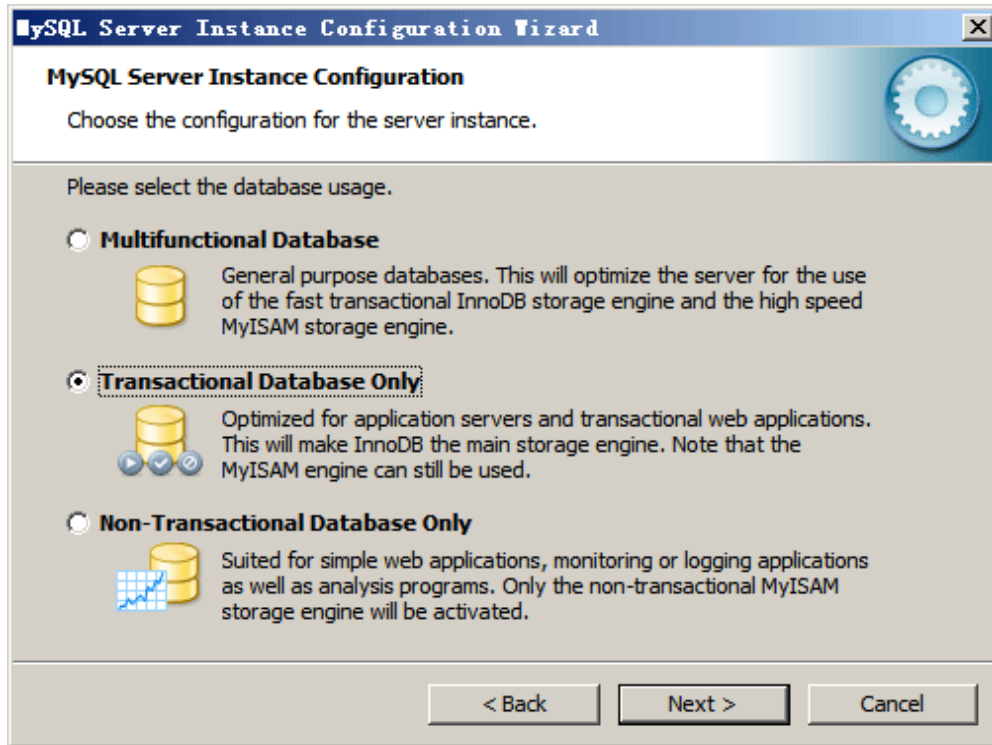 MySQL Server Instance Configuration Wizard
MySQL Server Instance Configuration
Choose the configuration for the server instance.
Please select the database usage.
Multifunctional Database
General purpose databases. This will optimize the server for the use
of the fast transactional InnoDB storage engine and the high speed
MyISAM storage engine.
Transactional Database Only
Optimized for application servers and transactional web applications.
This will make InnoDB the main storage engine. Note that the
MyISAM engine can still be used.
Non-Transactional Database Only
Suited for simple web applications, monitoring or logging applications
as well as analysis programs. Only the non-transactional MyISAM
storage engine will be activated.
< Back Next > Cancel